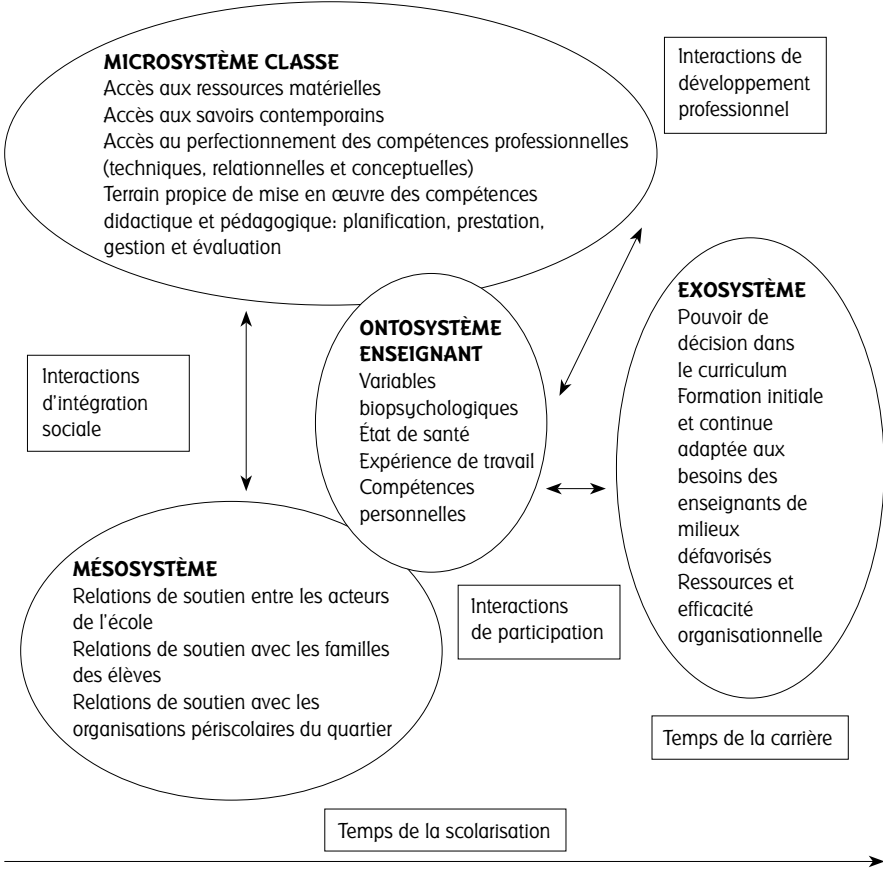 MICROSYSTÈME CLASSE
Accès aux ressources matérielles
Accès aux savoirs contemporains
Accès au perfectionnement des compétences professionnelles
(techniques, relationnelles et conceptuelles)
Terrain propice de mise en œuvre des compétences
didactique et pédagogique: planification, prestation,
gestion et évaluation
Interactions de
développement
professionnel
ONTOSYSTÈME
ENSEIGNANT
Variables
biopsychologiques
État de santé
Expérience de travail
Compétences
personnelles
EXOSYSTÈME
Pouvoir de
décision dans
le curriculum
Formation initiale
et continue
adaptée aux
besoins des
enseignants de
milieux
défavorisés
Ressources et
efficacité
organisationnelle
Interactions
d'intégration
sociale
MÉSOSYSTÈME
Relations de soutien entre les acteurs
de l'école
Relations de soutien avec les familles
des élèves
Relations de soutien avec les
organisations périscolaires du quartier
Interactions
de participation
Temps de la carrière
Temps de la scolarisation